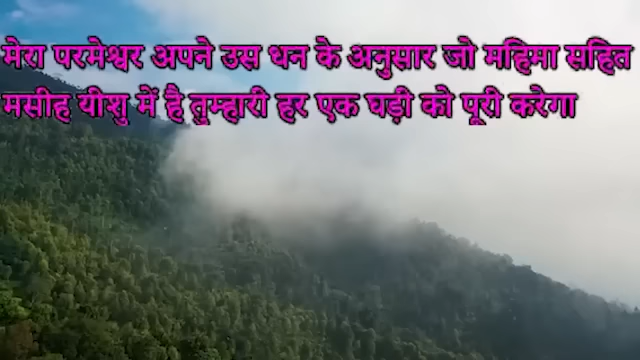 मेरा परमेश्वर अपने उस धन के अनुसार जो महिमा सहित
मसीह यीशु में है तुम्हारी हर एक घड़ी को पूरी करेगा